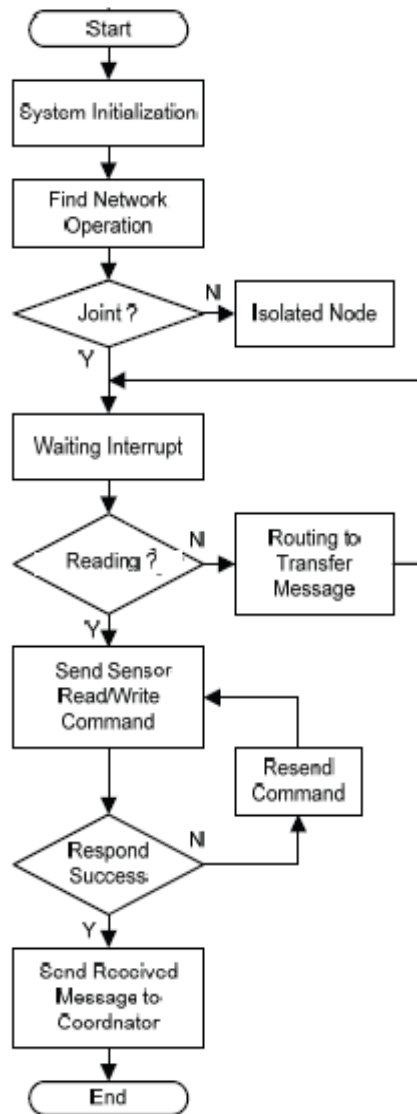 Start
System Initialization
Find Network
Operation
Joint ?
N
Isolated Node
Y
Waiting Interrupt
Reading ?
N
Routing to
Transfer
Message
Y
Send Sensor
Read/Write
Command
Resend
Command
Respond
Success
N
Y
Send Received
Message to
Coordnator
End